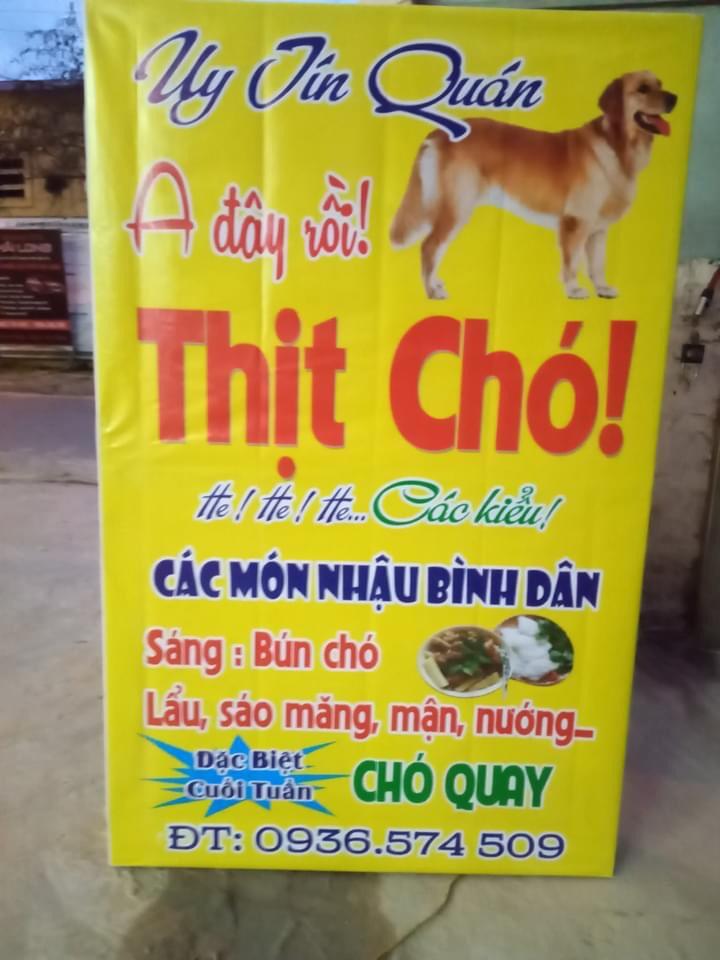 Uy Tín Quán
A đây rồi!
Thịt Chó!
He! He! He... Các kiểu!
CÁC MÓN NHẬU BÌNH DÂN
Sáng : Bún chó
Lẩu, sáo măng, mận, nướng...
Đặc Biệt
Cuối Tuần
CHÓ QUAY
ĐT: 0936.574 509